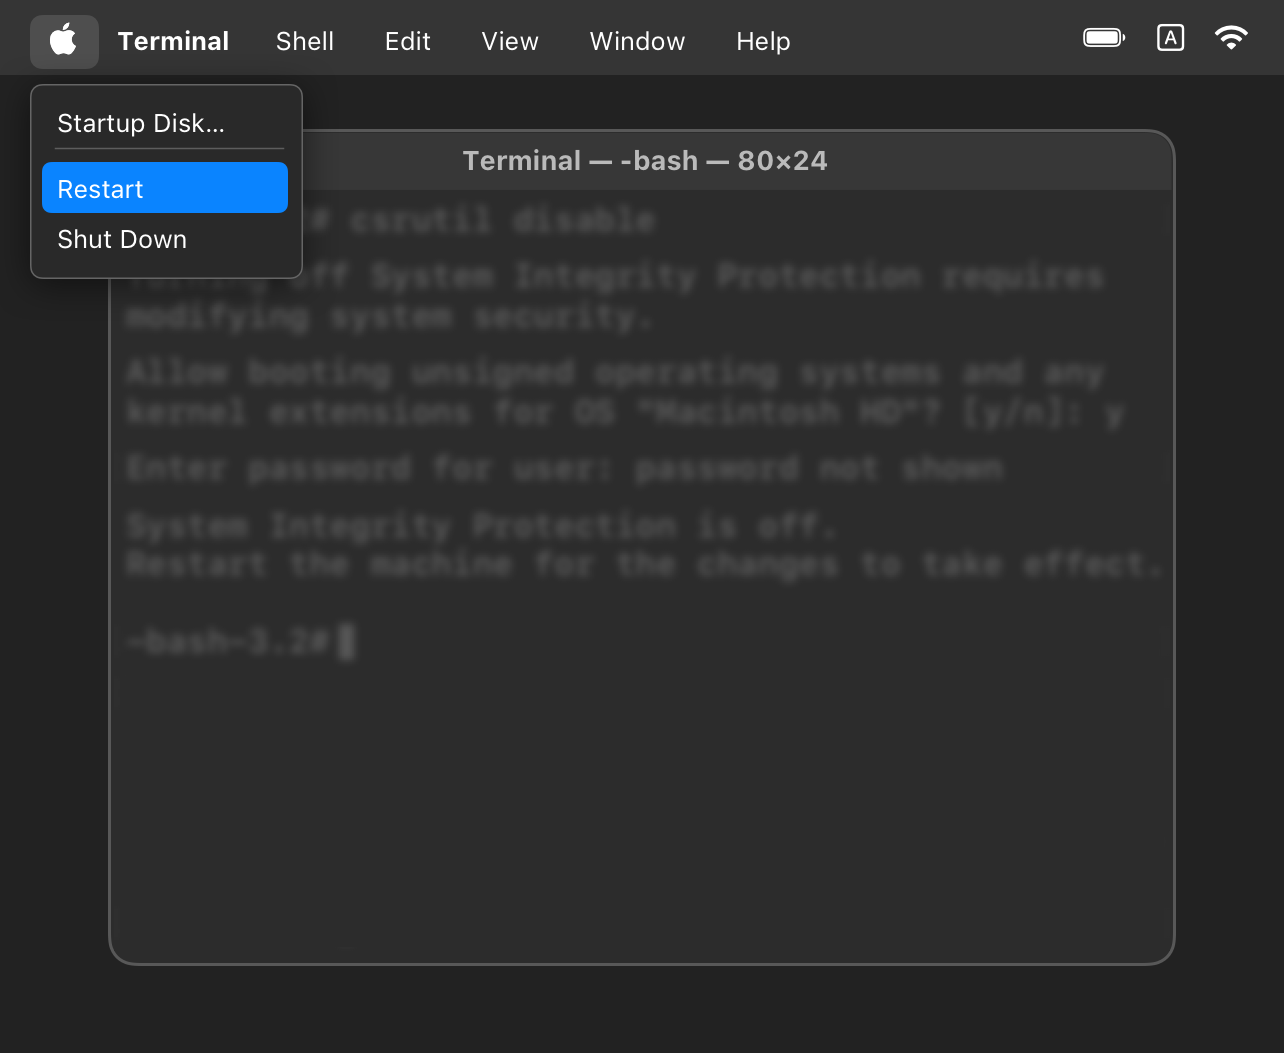 Terminal Shell Edit View Window Help A
Startup Disk...
Restart
Shut Down
Terminal — -bash — 80×24
# csrutil disable
Turning off System Integrity Protection requires
modifying system security.
Allow booting unsigned operating systems and any
kernel extensions for OS "Macintosh HD"? [y/n]: y
Enter password for user: password not shown
System Integrity Protection is off.
Restart the machine for the changes to take effect.
-bash-3.2#